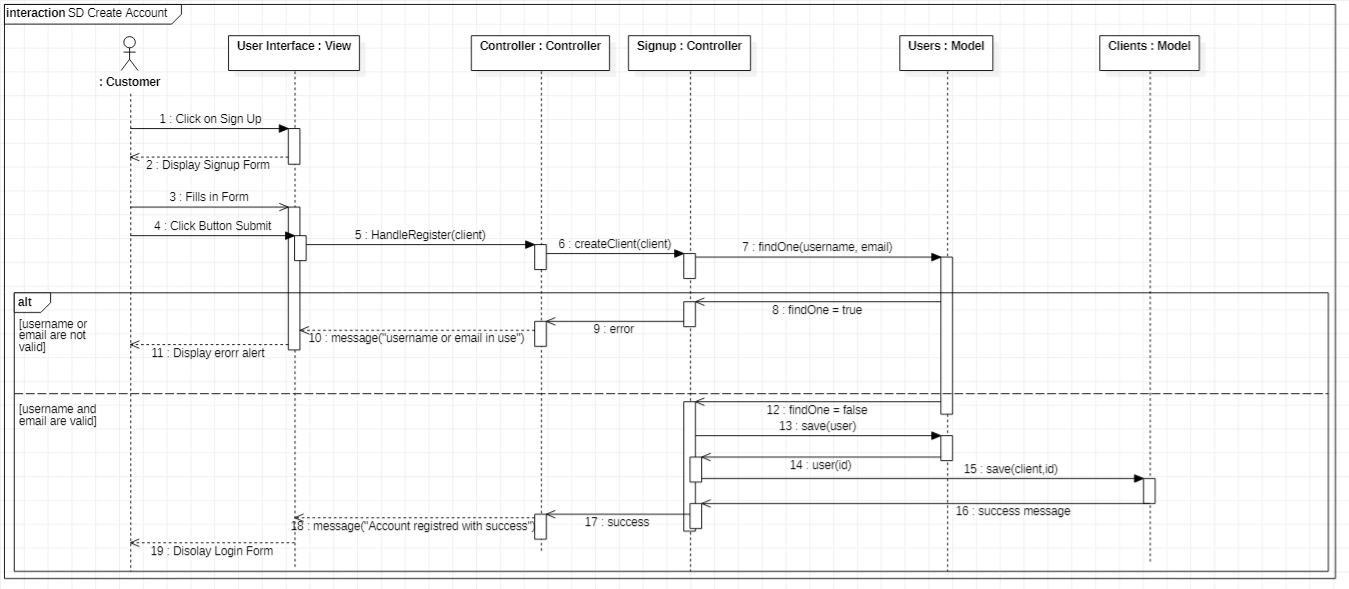 interaction SD Create Account
: Customer
User Interface : View
Controller : Controller
Signup : Controller
Users : Model
Clients : Model
1 : Click on Sign Up
2 : Display Signup Form
3 : Fills in Form
4 : Click Button Submit
5 : HandleRegister(client)
6 : createClient(client)
7 : findOne(username, email)
alt
[username or
email are not
valid]
8 : findOne = true
9 : error
10 : message("username or email in use")
11 : Display erorr alert
[username and
email are valid]
12 : findOne = false
13 : save(user)
14 : user(id)
15 : save(client,id)
16 : success message
17 : success
18 : message("Account registred with success")
19 : Disolay Login Form